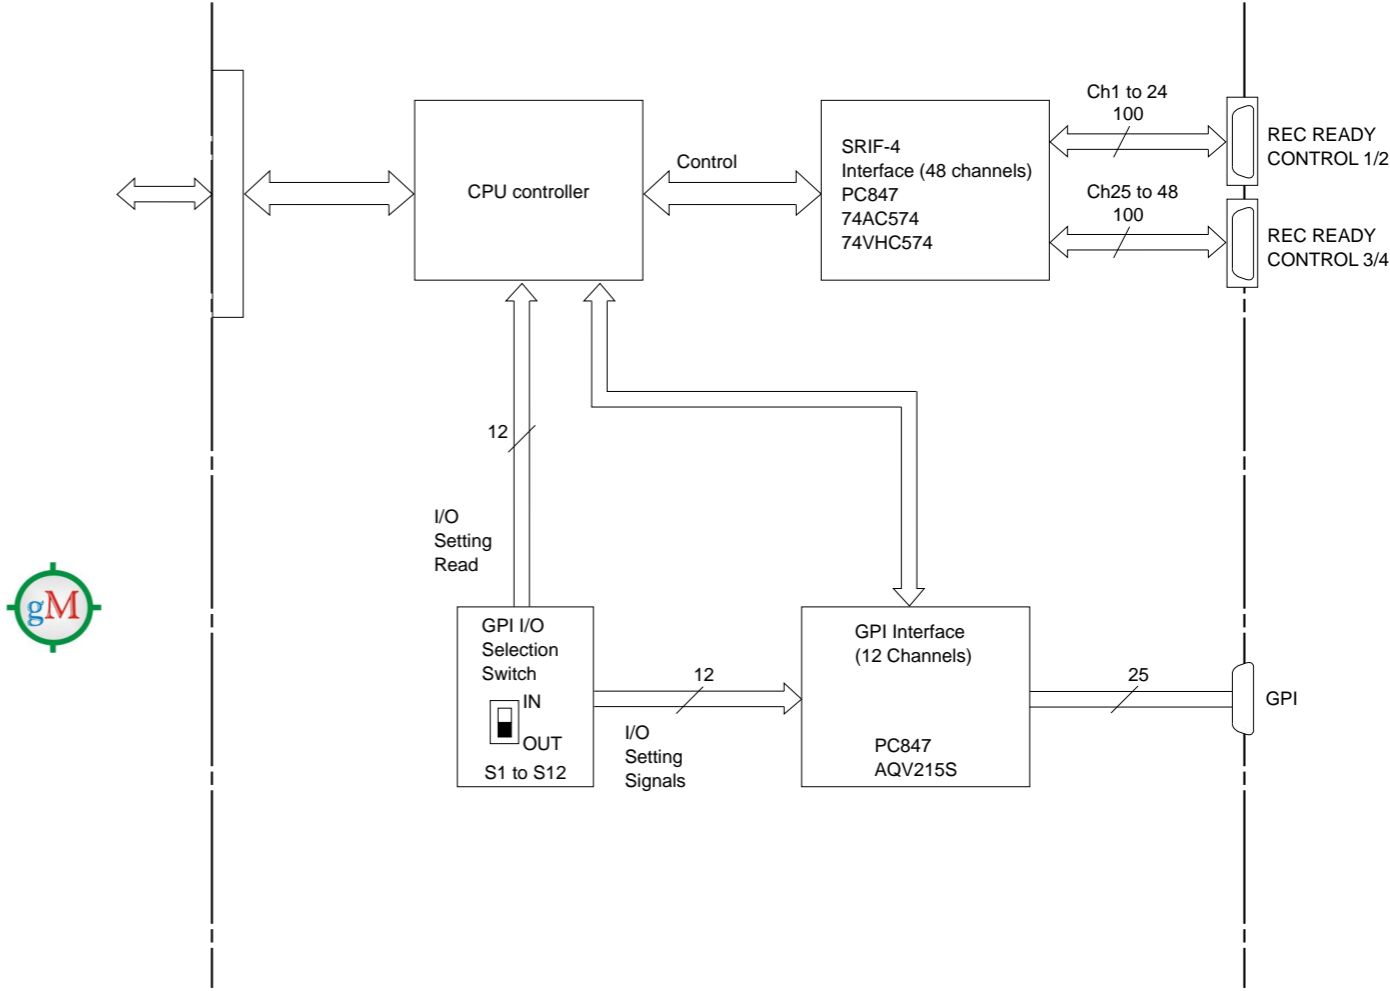 Ch1 to 24
100
REC READY
CONTROL 1/2
SRIF-4
Interface (48 channels)
PC847
74AC574
74VHC574
Control
CPU controller
Ch25 to 48
100
REC READY
CONTROL 3/4
12
I/O
Setting
Read
gM
GPI I/O
Selection
Switch
IN
OUT
S1 to S12
12
I/O
Setting
Signals
GPI Interface
(12 Channels)
PC847
AQV215S
25
GPI